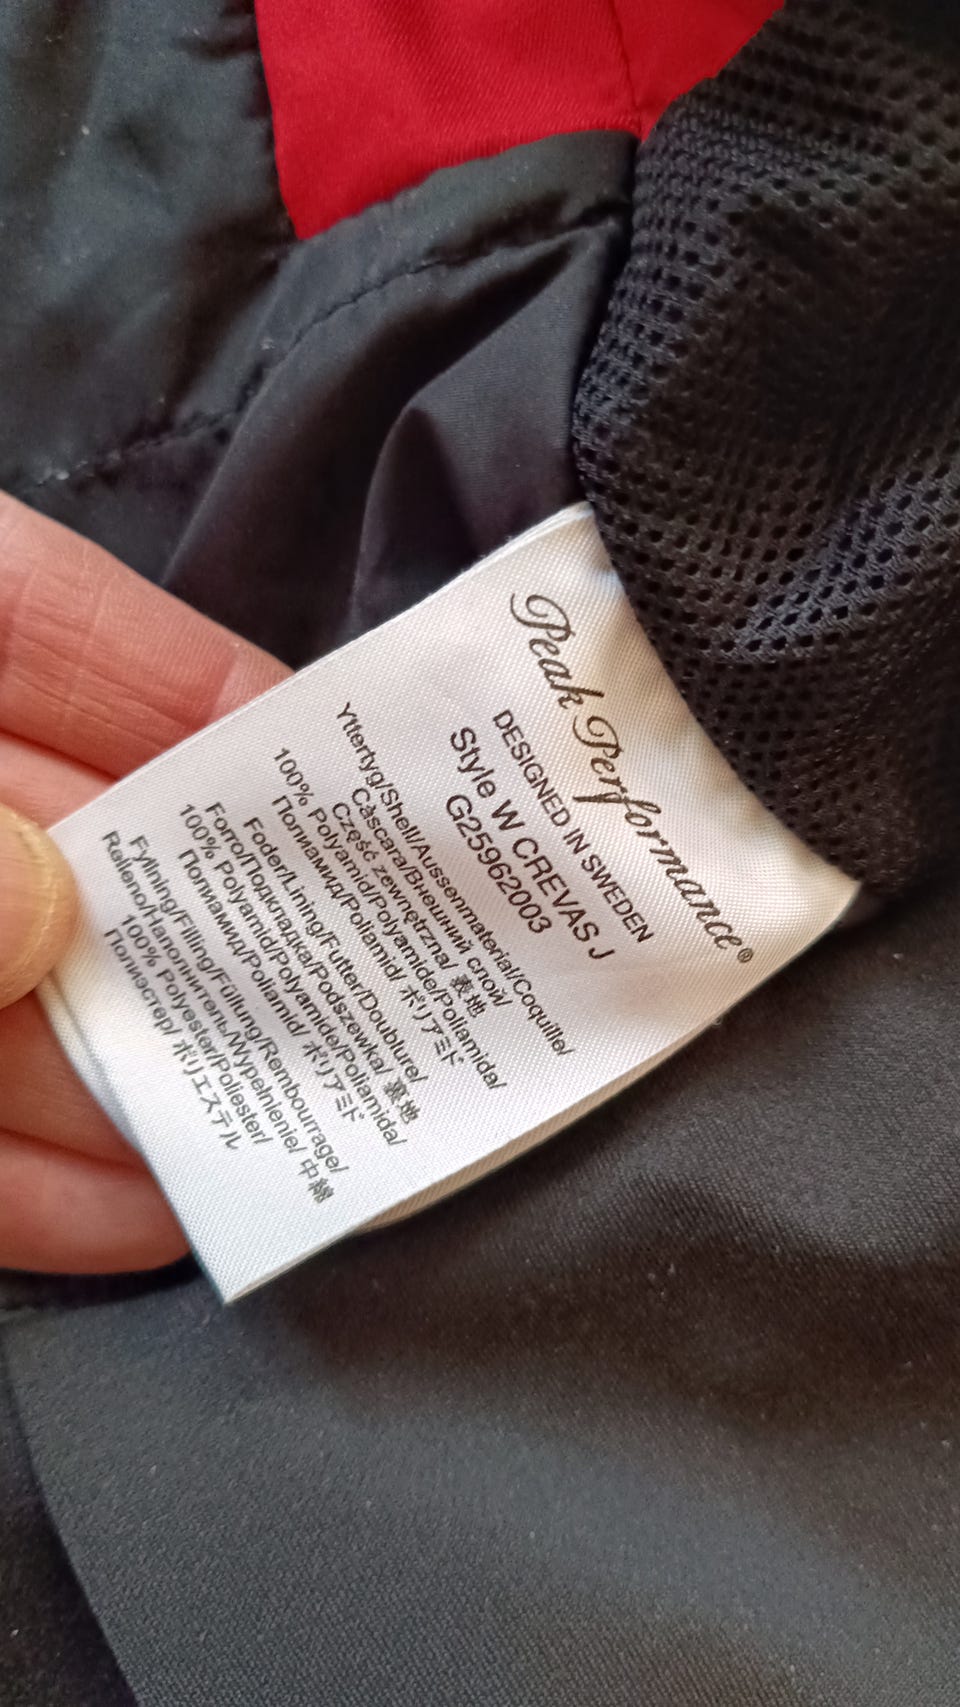 Peak Performance®
DESIGNED IN SWEDEN
Style W CREVAS J
G25962003
Yttertyg/Shell/Aussenmaterial/Coquille/
Càscara/Внешний слой/
Część zewnętrzna/ 表地
100% Polyamid/Polyamide/Poliamida/
Полиамид/Poliamid/ ポリアミド
Foder/Lining/Futter/Doublure/
Forro/Подкладка/Podszewka/ 裏地
100% Polyamid/Polyamide/Poliamida/
Полиамид/Poliamid/ ポリアミド
Fyllning/Filling/Füllung/Rembourrage/
Relleno/Наполнитель/Wypełnienie/ 中綿
100% Polyester/Poliester/
Полиэстер/ ポリエステル